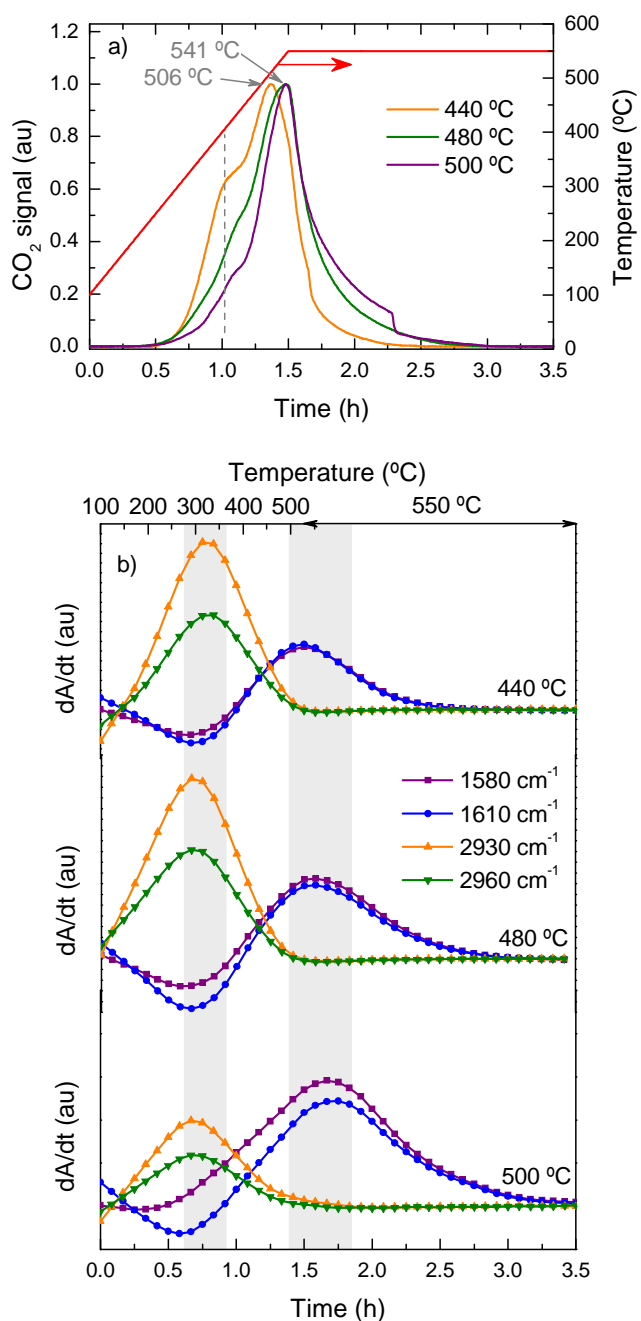 a)
541 ºC
506 ºC
440 ºC
480 ºC
500 ºC
CO2 signal (au)
1.2
1.0
0.8
0.6
0.4
0.2
0.0
600
500
400
300
200
100
0
Temperature (ºC)
0.0 0.5 1.0 1.5 2.0 2.5 3.0 3.5
Time (h)
Temperature (ºC)
100 200 300 400 500
550 ºC
b)
dA/dt (au)
440 ºC
1580 cm-1
1610 cm-1
2930 cm-1
2960 cm-1
dA/dt (au)
480 ºC
dA/dt (au)
500 ºC
0.0 0.5 1.0 1.5 2.0 2.5 3.0 3.5
Time (h)